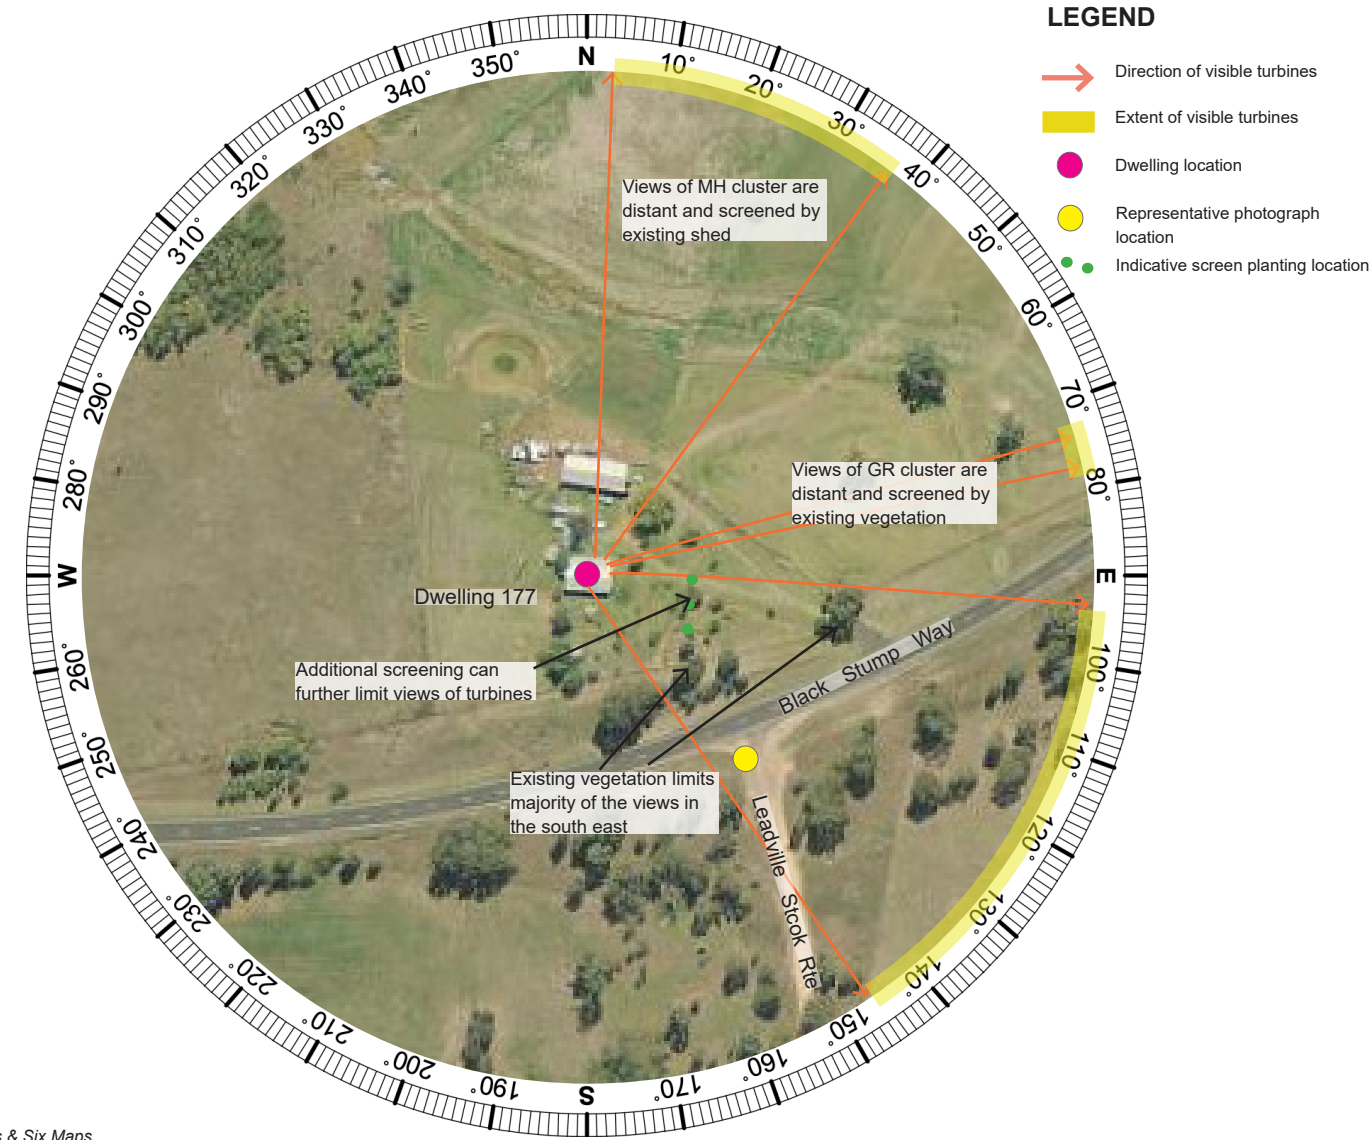 LEGEND
Direction of visible turbines
Extent of visible turbines
Dwelling location
Representative photograph
location
Indicative screen planting location
N
10°
20°
30°
40°
50°
60°
70°
80°
E
100°
110°
120°
130°
140°
150°
160°
170°
S
190°
200°
210°
220°
230°
240°
250°
260°
W
280°
290°
300°
310°
320°
330°
340°
350°
Views of MH cluster are
distant and screened by
existing shed
Views of GR cluster are
distant and screened by
existing vegetation
Dwelling 177
Additional screening can
further limit views of turbines
Black Stump Way
Existing vegetation limits
majority of the views in
the south east
Leadville Stcok Rte
& Six Maps